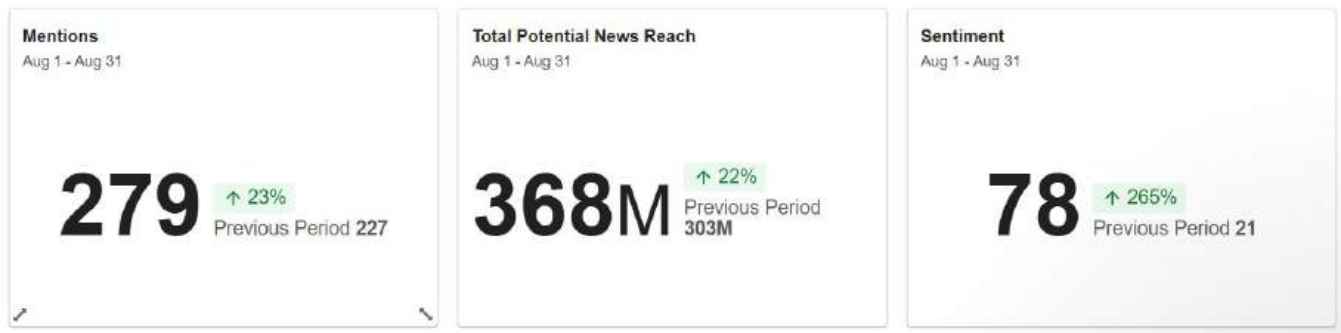 Mentions
Aug 1 - Aug 31
279
↑ 23%
Previous Period 227
Total Potential News Reach
Aug 1 - Aug 31
368M
↑ 22%
Previous Period
303M
Sentiment
Aug 1 - Aug 31
78
↑ 265%
Previous Period 21